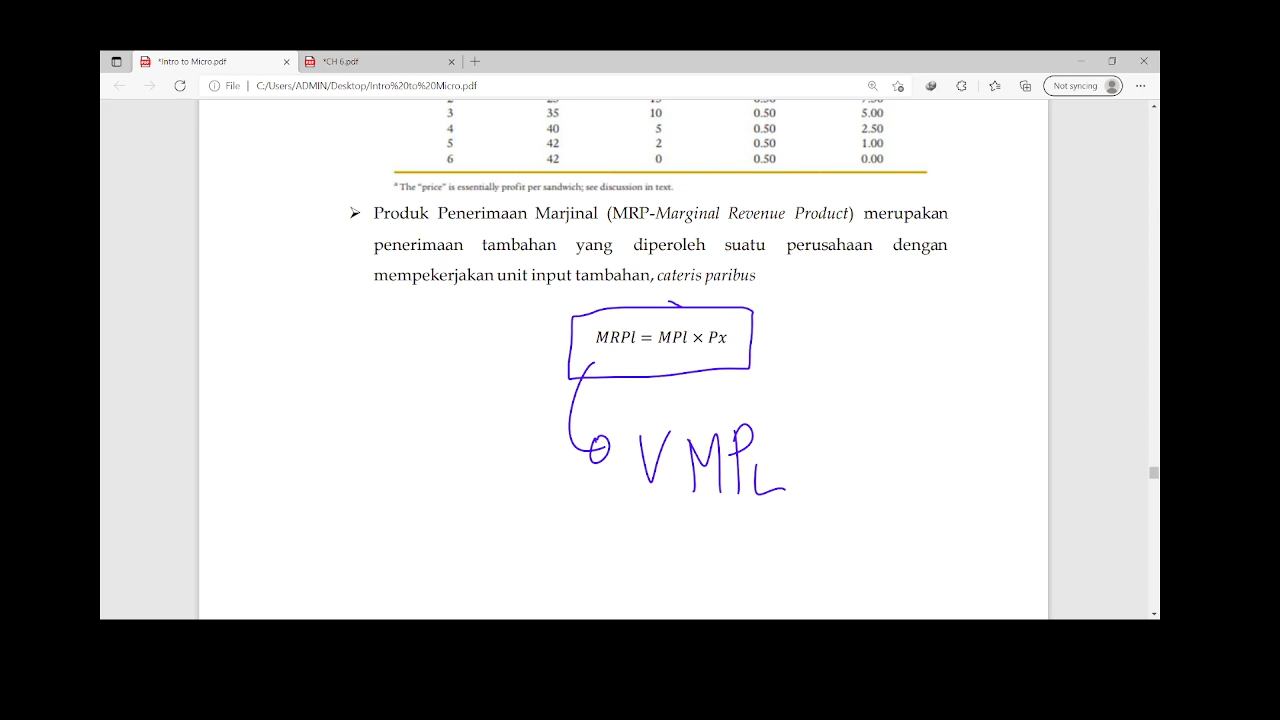 *Intro to Micro.pdf
*CH 6.pdf
File | C:/Users/ADMIN/Desktop/Intro%20to%20Micro.pdf
Not syncing
3 35 10 0.50 5.00
4 40 5 0.50 2.50
5 42 2 0.50 1.00
6 42 0 0.50 0.00
a The "price" is essentially profit per sandwich; see discussion in text.
➢ Produk Penerimaan Marjinal (MRP-Marginal Revenue Product) merupakan
penerimaan tambahan yang diperoleh suatu perusahaan dengan
mempekerjakan unit input tambahan, cateris paribus
MRPl = MPl × Px
VMPL